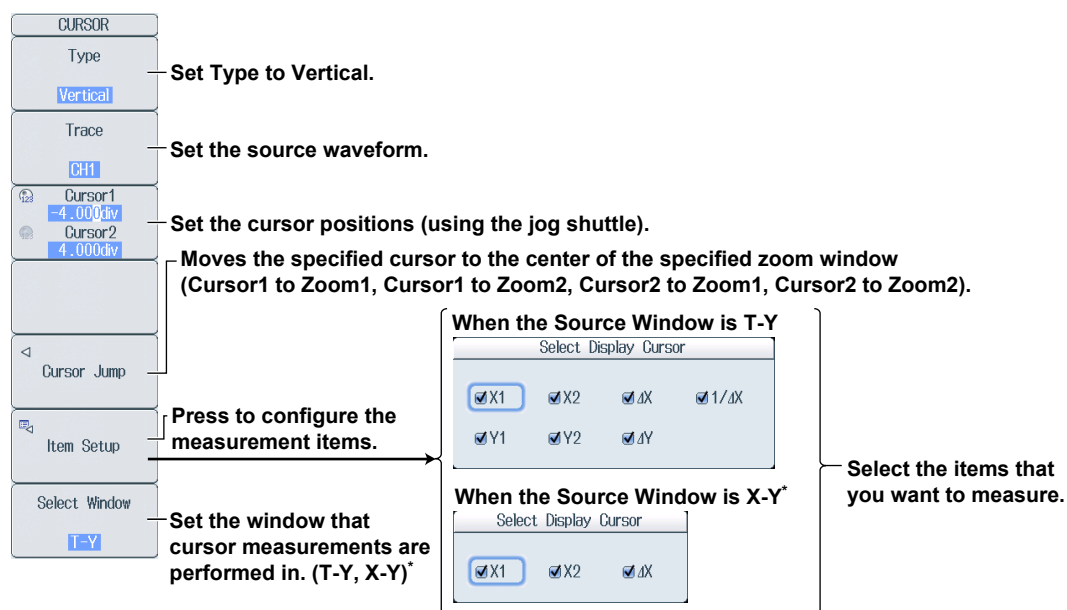 CURSOR
Type
Vertical
Set Type to Vertical.
Trace
CH1
Set the source waveform.
Cursor1
-4.000div
Cursor2
4.000div
Set the cursor positions (using the jog shuttle).
Moves the specified cursor to the center of the specified zoom window
(Cursor1 to Zoom1, Cursor1 to Zoom2, Cursor2 to Zoom1, Cursor2 to Zoom2).
Cursor Jump
Item Setup
Press to configure the
measurement items.
Select Window
T-Y
Set the window that
cursor measurements are
performed in. (T-Y, X-Y)*
When the Source Window is T-Y
Select Display Cursor
X1 X2 ΔX 1/ΔX
Y1 Y2 ΔY
When the Source Window is X-Y*
Select Display Cursor
X1 X2 ΔX
Select the items that
you want to measure.